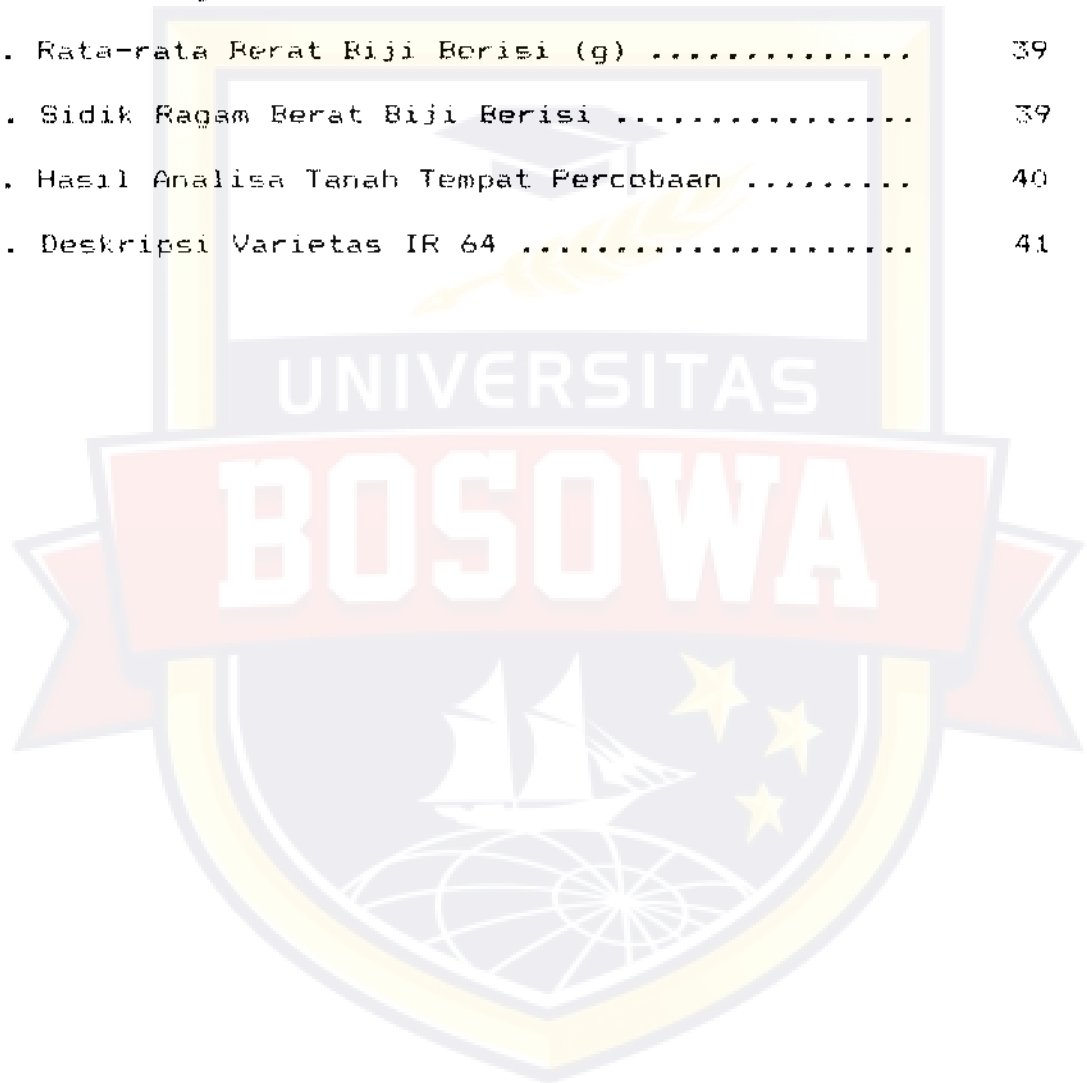 . Rata-rata Berat Biji Berisi (g) .............. 39
. Sidik Ragam Berat Biji Berisi ................ 39
. Hasil Analisa Tanah Tempat Percobaan ......... 40
. Deskripsi Varietas IR 64 ..................... 41
UNIVERSITAS
BOSOWA